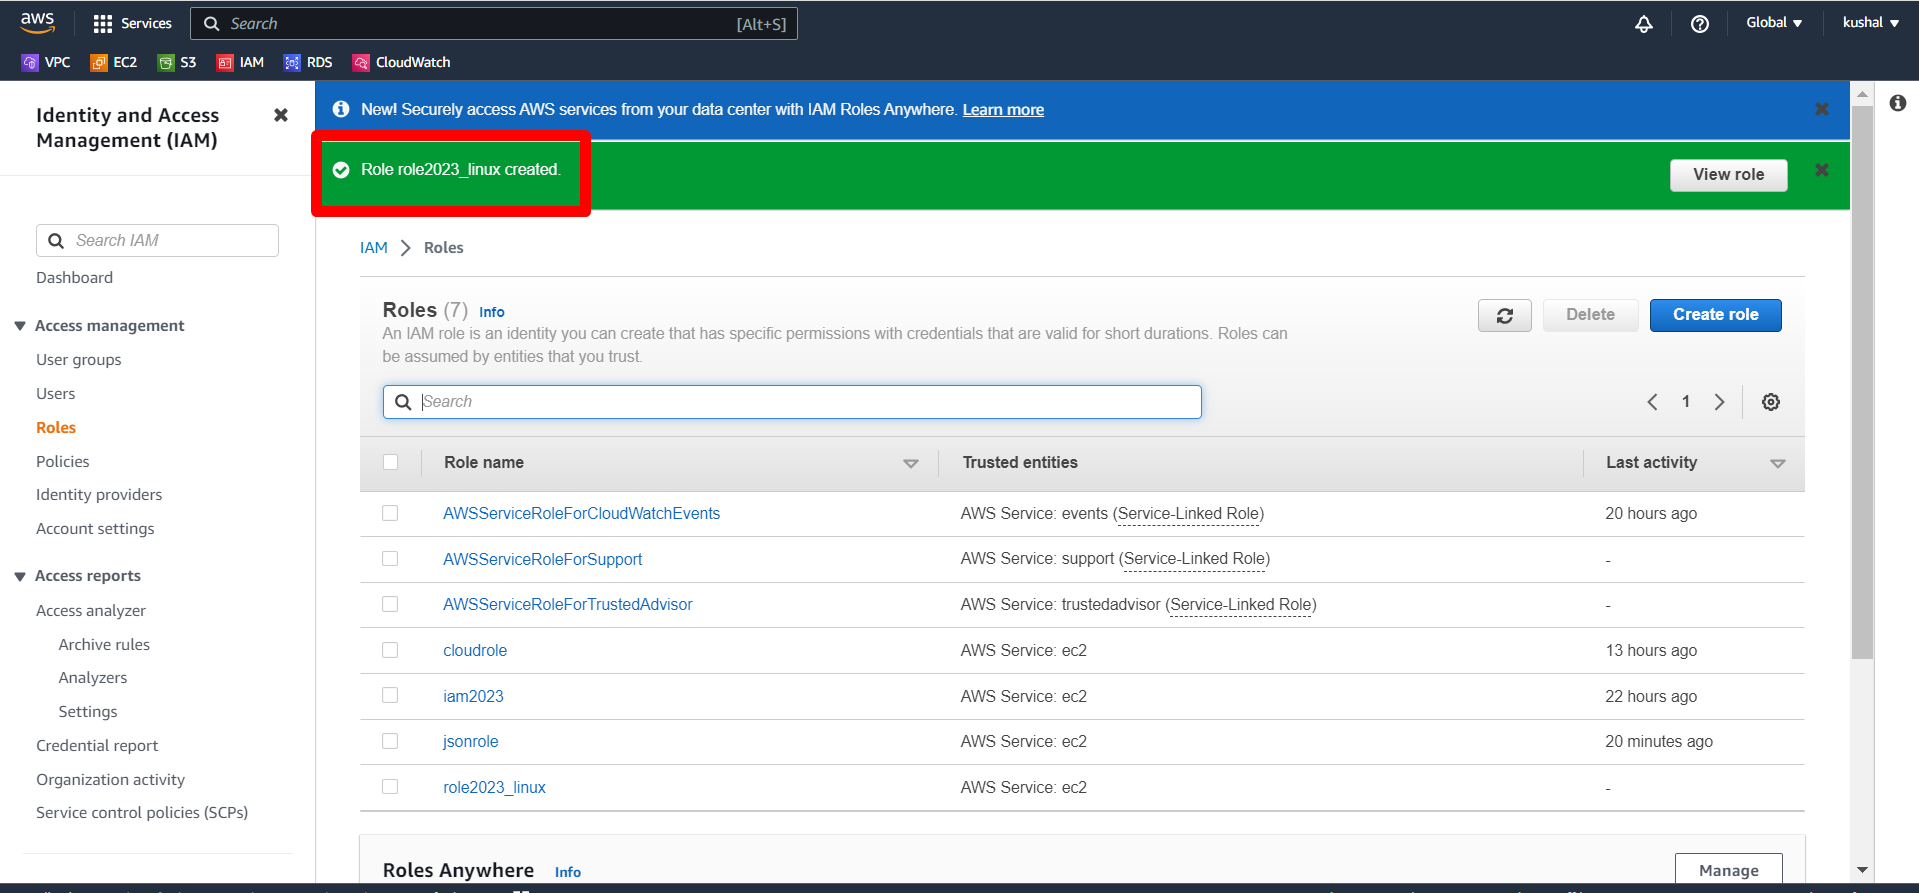 aws
Services
Search
[Alt+S]
Global
kushal
VPC
EC2
S3
IAM
RDS
CloudWatch
Identity and Access
Management (IAM)
Search IAM
Dashboard
Access management
User groups
Users
Roles
Policies
Identity providers
Account settings
Access reports
Access analyzer
Archive rules
Analyzers
Settings
Credential report
Organization activity
Service control policies (SCPs)
New! Securely access AWS services from your data center with IAM Roles Anywhere. Learn more
Role role2023_linux created.
View role
IAM
Roles
Roles (7) Info
An IAM role is an identity you can create that has specific permissions with credentials that are valid for short durations. Roles can
be assumed by entities that you trust.
Delete
Create role
Search
1
Role name
Trusted entities
Last activity
AWSServiceRoleForCloudWatchEvents
AWS Service: events (Service-Linked Role)
20 hours ago
AWSServiceRoleForSupport
AWS Service: support (Service-Linked Role)
-
AWSServiceRoleForTrustedAdvisor
AWS Service: trustedadvisor (Service-Linked Role)
-
cloudrole
AWS Service: ec2
13 hours ago
iam2023
AWS Service: ec2
22 hours ago
jsonrole
AWS Service: ec2
20 minutes ago
role2023_linux
AWS Service: ec2
-
Roles Anywhere Info
Manage